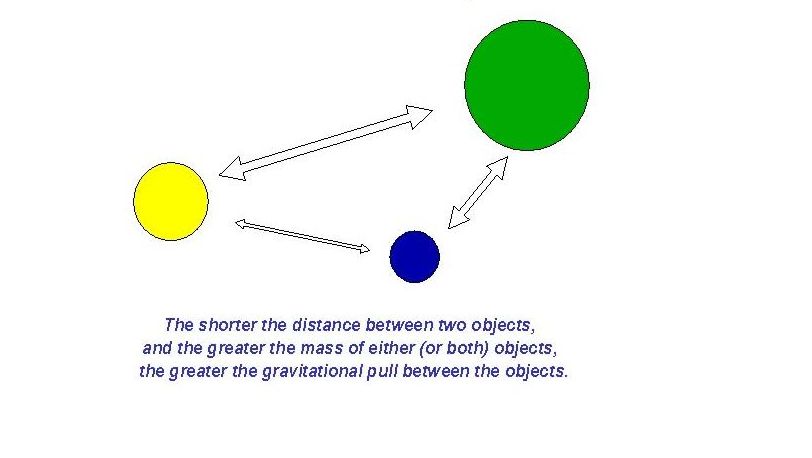 The shorter the distance between two objects,
and the greater the mass of either (or both) objects,
the greater the gravitational pull between the objects.